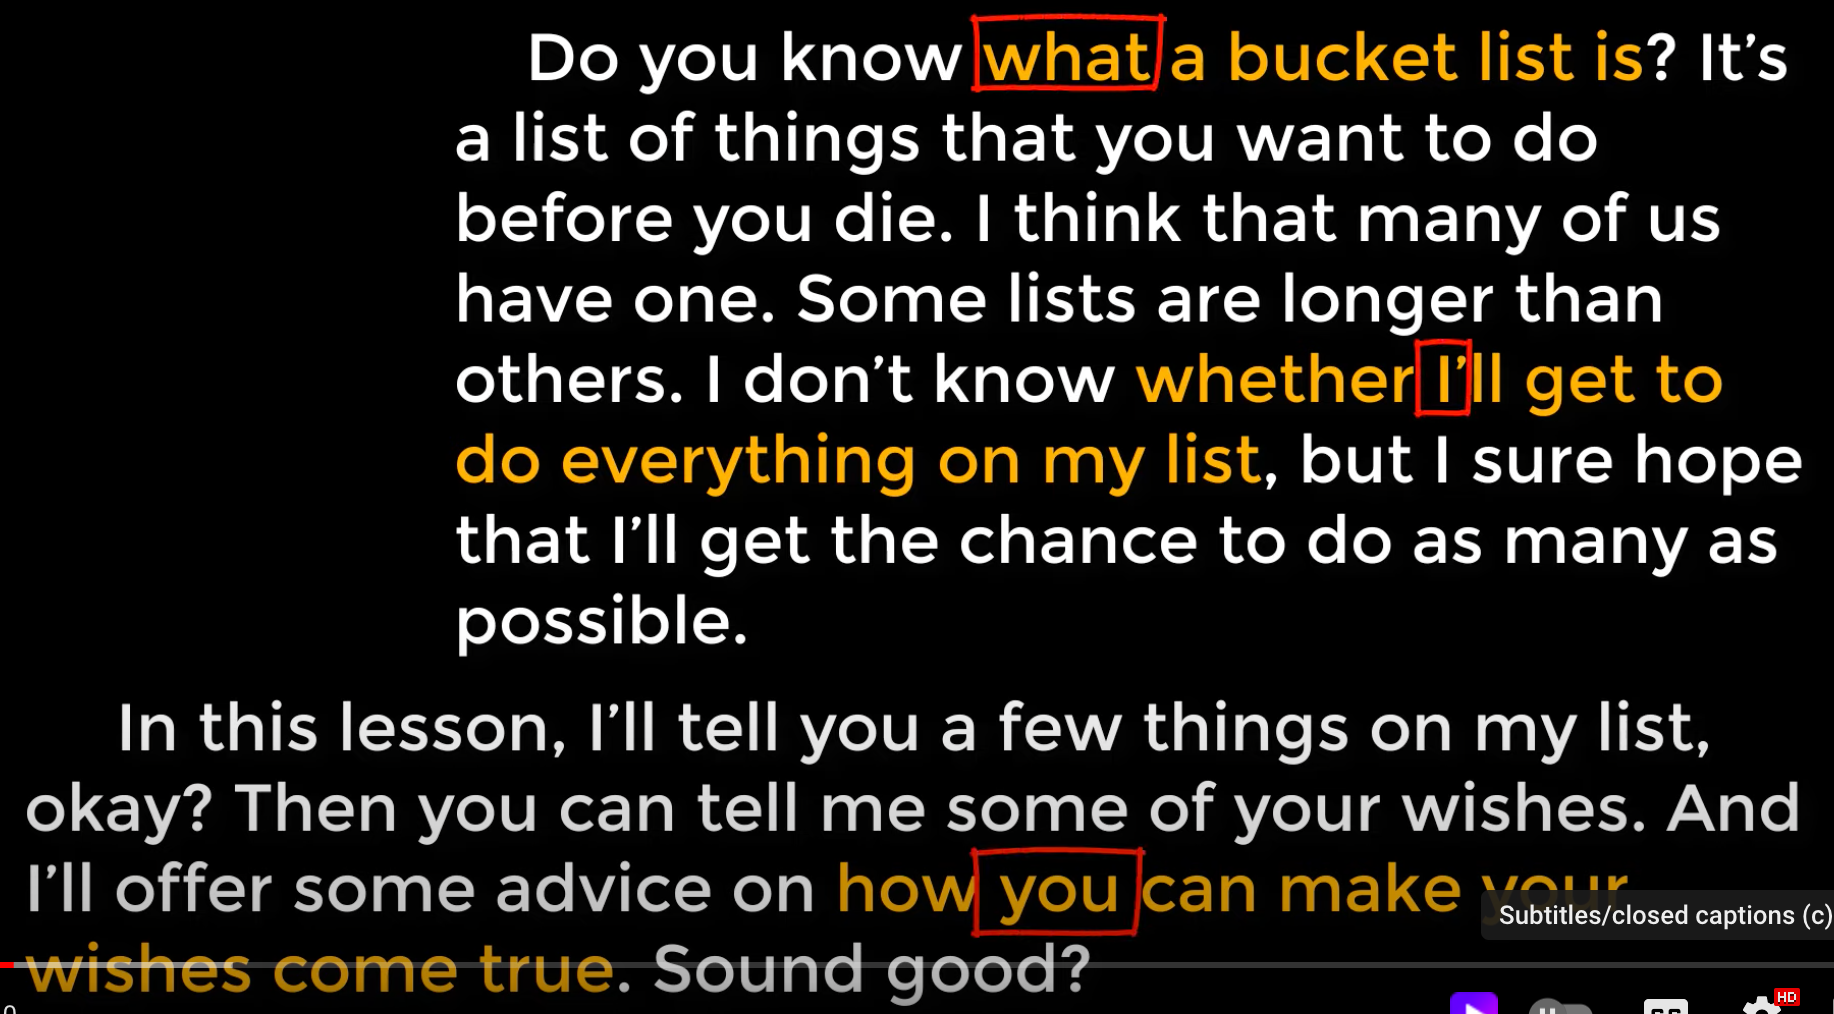 Do you know what a bucket list is? It’s
a list of things that you want to do
before you die. I think that many of us
have one. Some lists are longer than
others. I don’t know whether I’ll get to
do everything on my list, but I sure hope
that I’ll get the chance to do as many as
possible.
In this lesson, I’ll tell you a few things on my list,
okay? Then you can tell me some of your wishes. And
I’ll offer some advice on how you can make your
Subtitles/closed captions (c)
wishes come true. Sound good?
HD